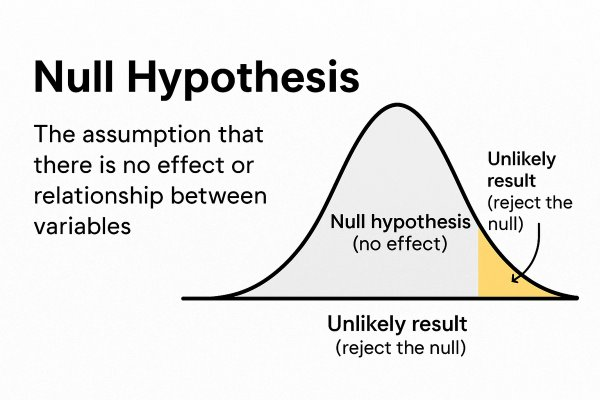 Null Hypothesis
The assumption that
there is no effect or
relationship between
variables
Unlikely
result
(reject the
null)
Null hypothesis
(no effect)
Unlikely result
(reject the null)